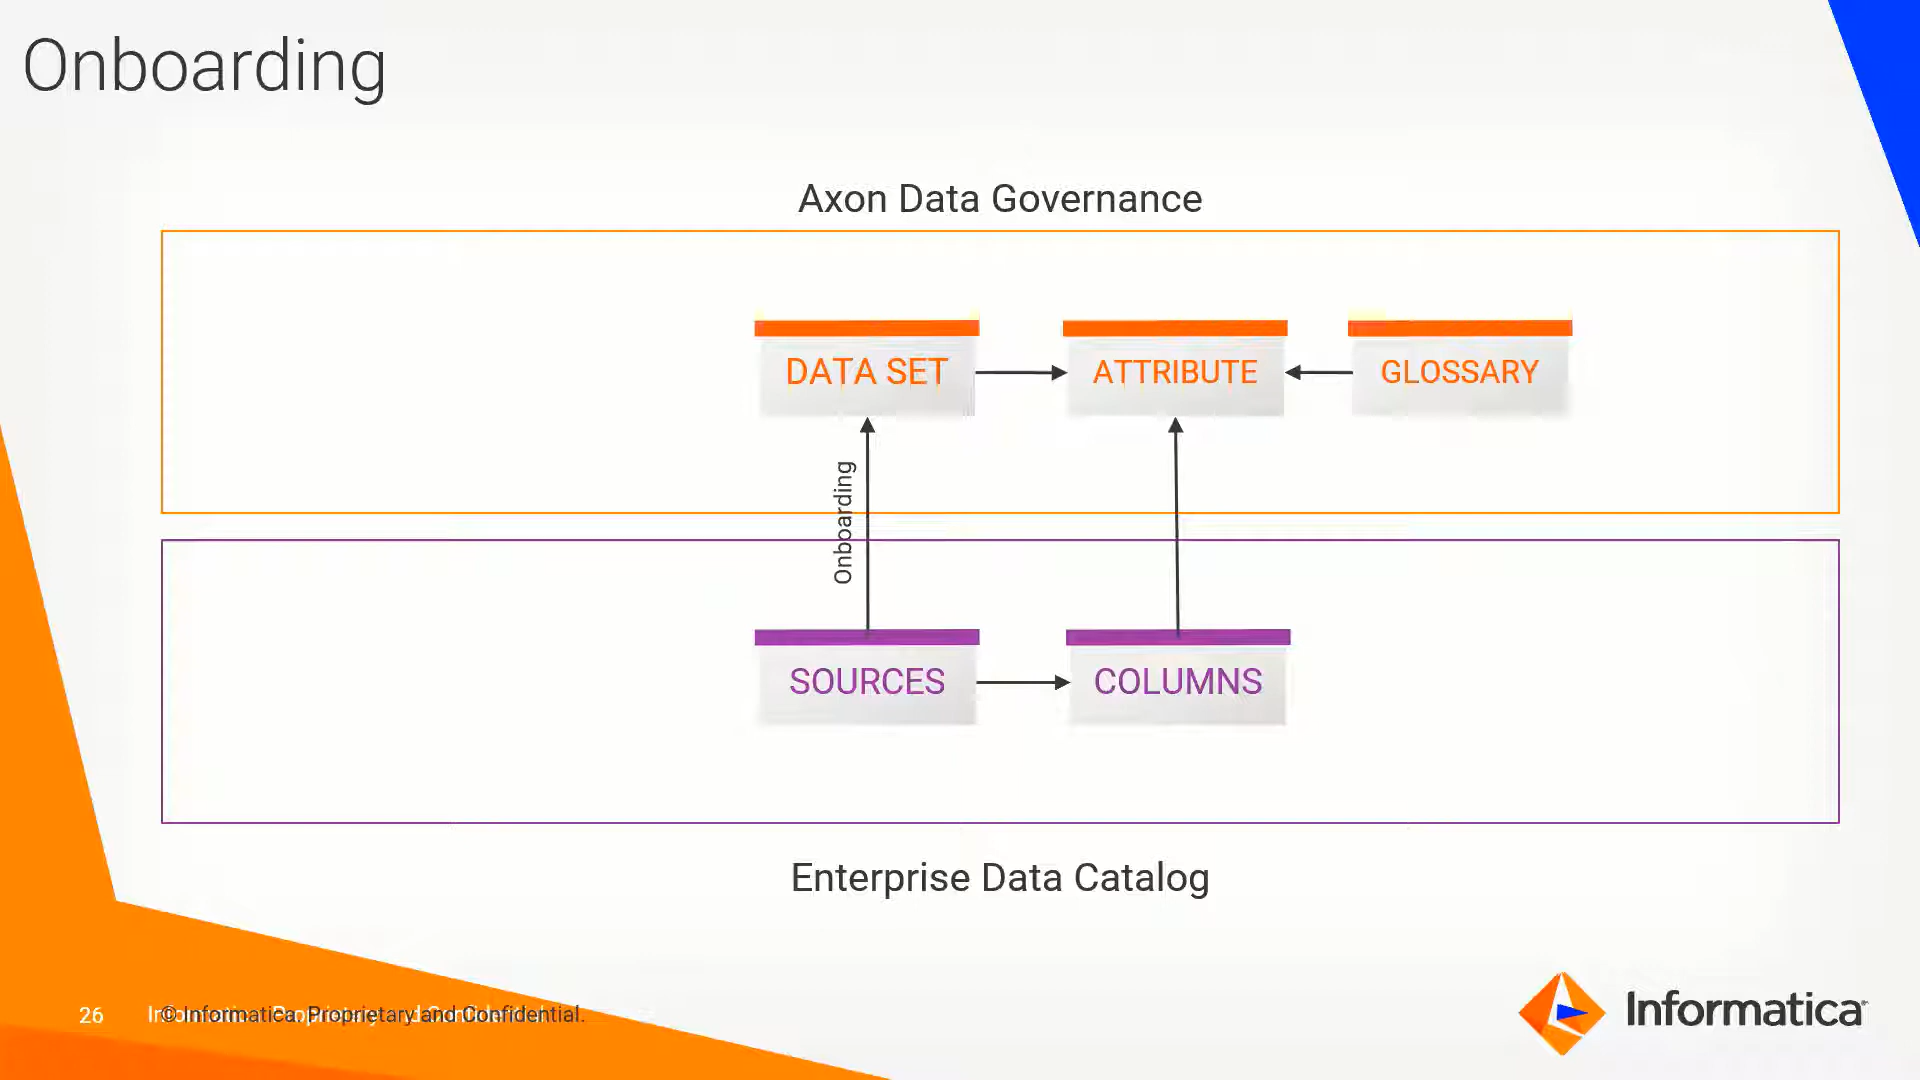 Onboarding
Axon Data Governance
DATA SET
ATTRIBUTE
GLOSSARY
Onboarding
SOURCES
COLUMNS
Enterprise Data Catalog
26
© Informatica. Proprietary and Confidential.
Informatica